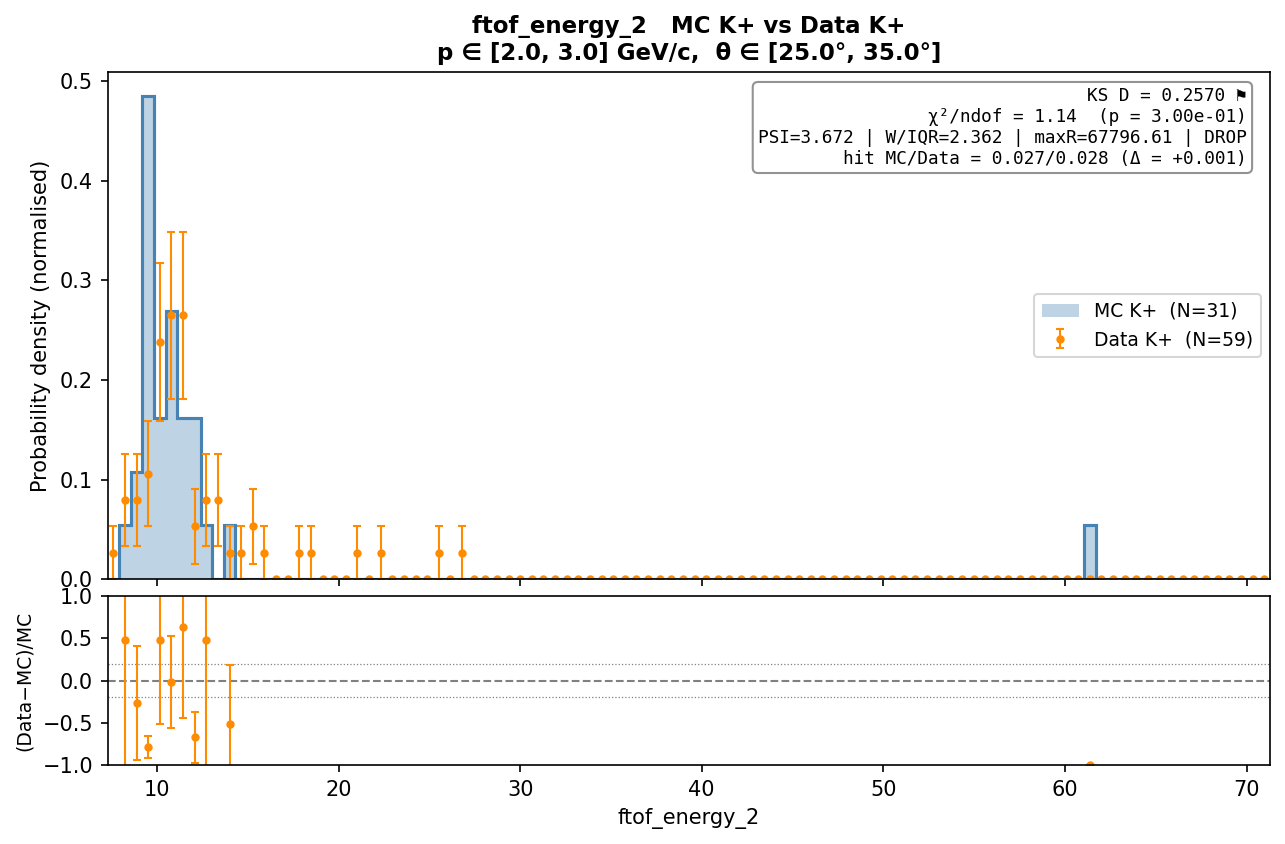 ftof_energy_2   MC K+ vs Data K+
p ∈ [2.0, 3.0] GeV/c,  θ ∈ [25.0°, 35.0°]
KS D = 0.2570 ⚑
χ²/ndof = 1.14  (p = 3.00e-01)
PSI=3.672 | W/IQR=2.362 | maxR=67796.61 | DROP
hit MC/Data = 0.027/0.028 (Δ = +0.001)
MC K+  (N=31)
Data K+  (N=59)
Probability density (normalised)
0.5
0.4
0.3
0.2
0.1
0.0
(Data−MC)/MC
1.0
0.5
0.0
−0.5
−1.0
10 20 30 40 50 60 70
ftof_energy_2